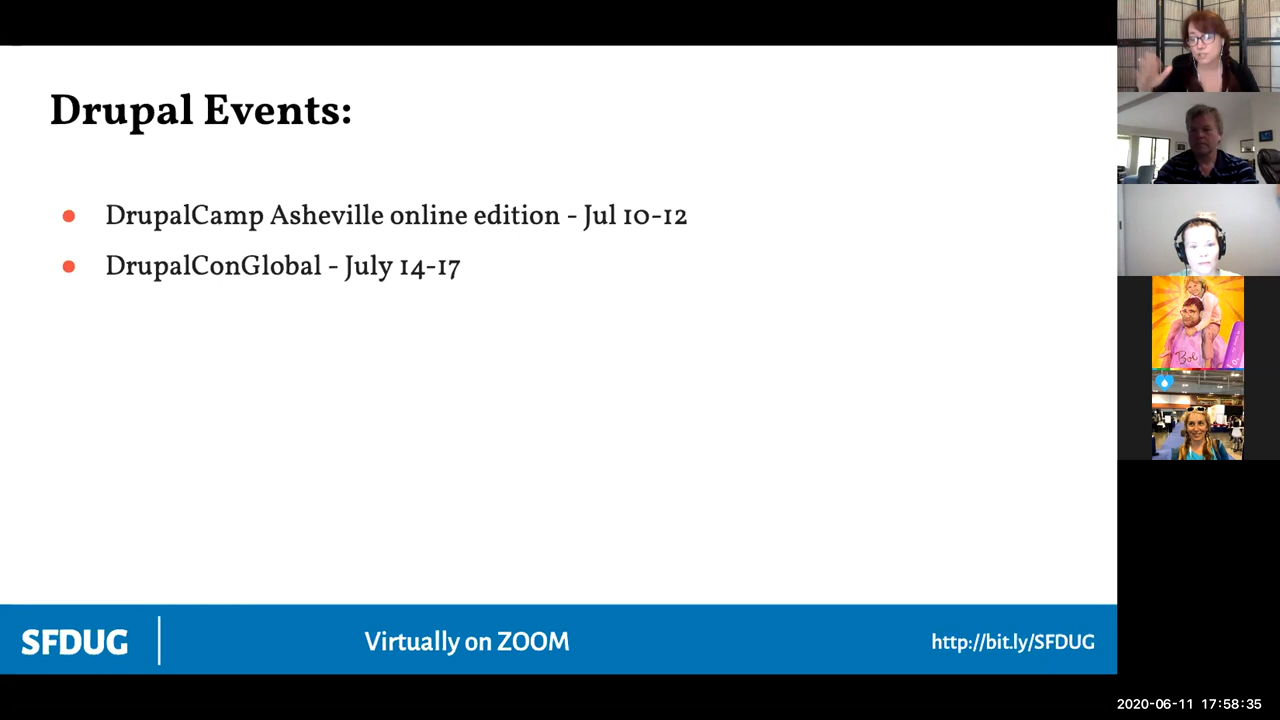 Drupal Events:
DrupalCamp Asheville online edition - Jul 10-12
DrupalConGlobal - July 14-17
Bol
SFDUG
Virtually on ZOOM
http://bit.ly/SFDUG
2020-06-11 17:58:35